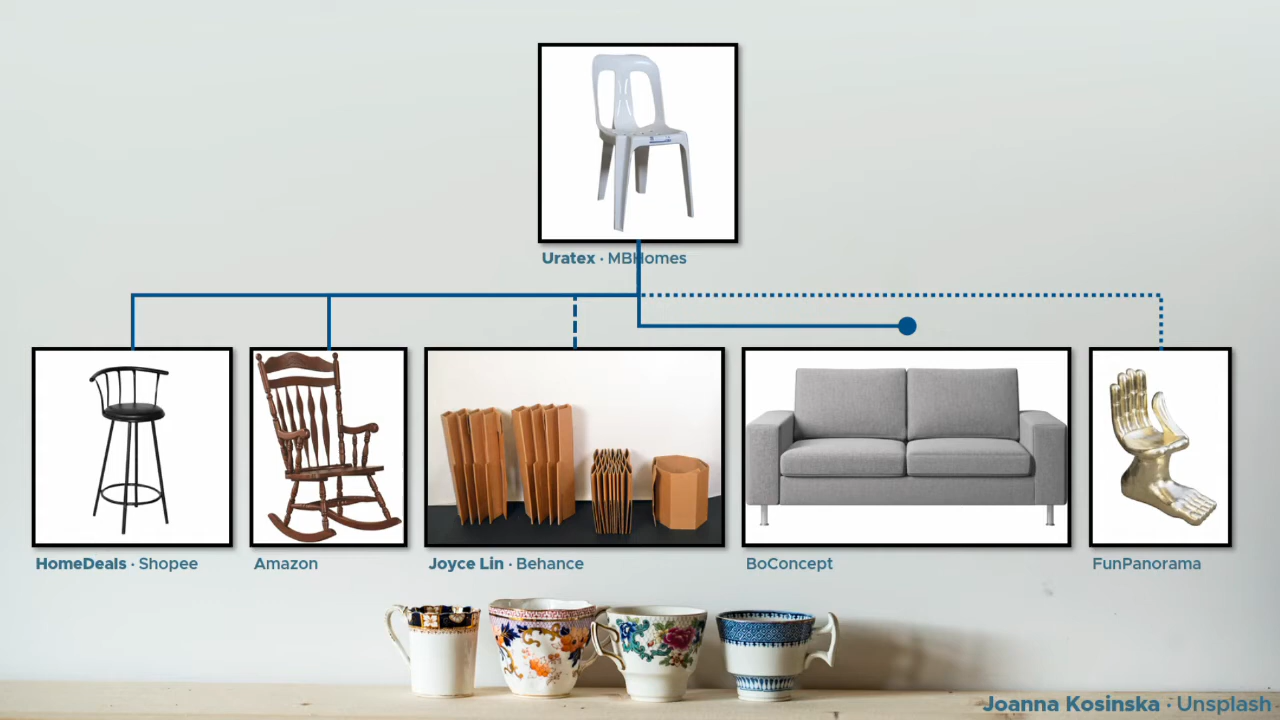 Uratex · MBHomes
HomeDeals · Shopee
Amazon
Joyce Lin · Behance
BoConcept
FunPanorama
Joanna Kosinska · Unsplash